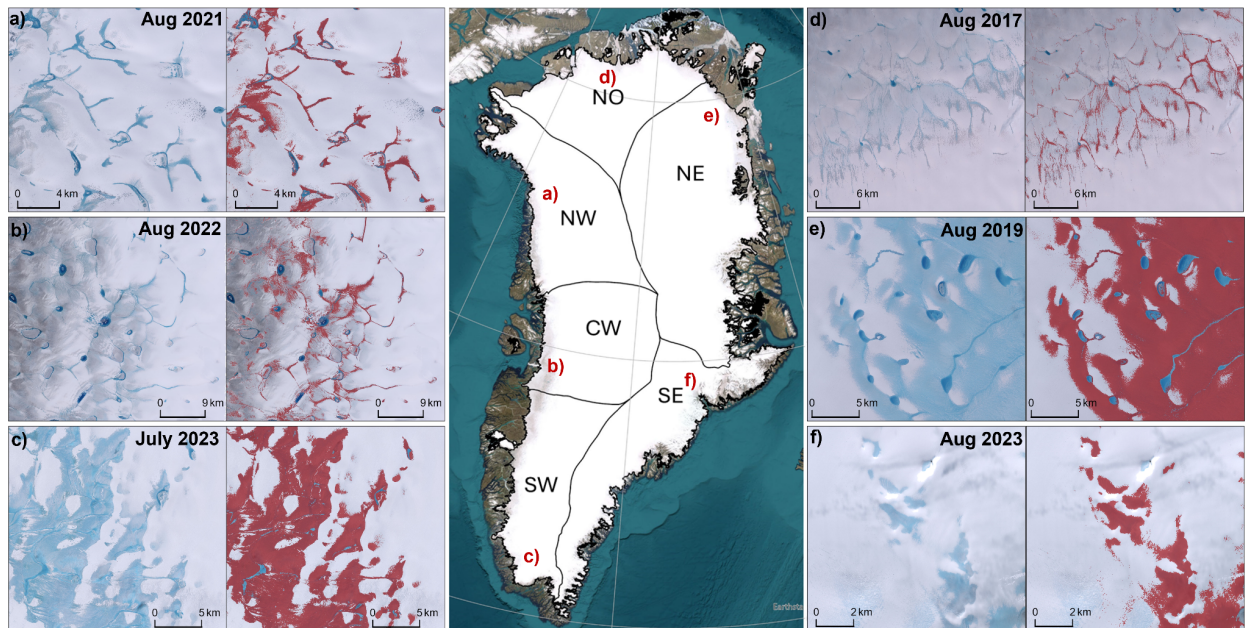 a)
Aug 2021
0 4 km
0 4 km
b)
Aug 2022
0 9 km
0 9 km
c)
July 2023
0 5 km
0 5 km
d)
NO
e)
NE
a)
NW
CW
b)
f)
SE
SW
c)
d)
Aug 2017
0 6 km
0 6 km
e)
Aug 2019
0 5 km
0 5 km
f)
Aug 2023
0 2 km
0 2 km